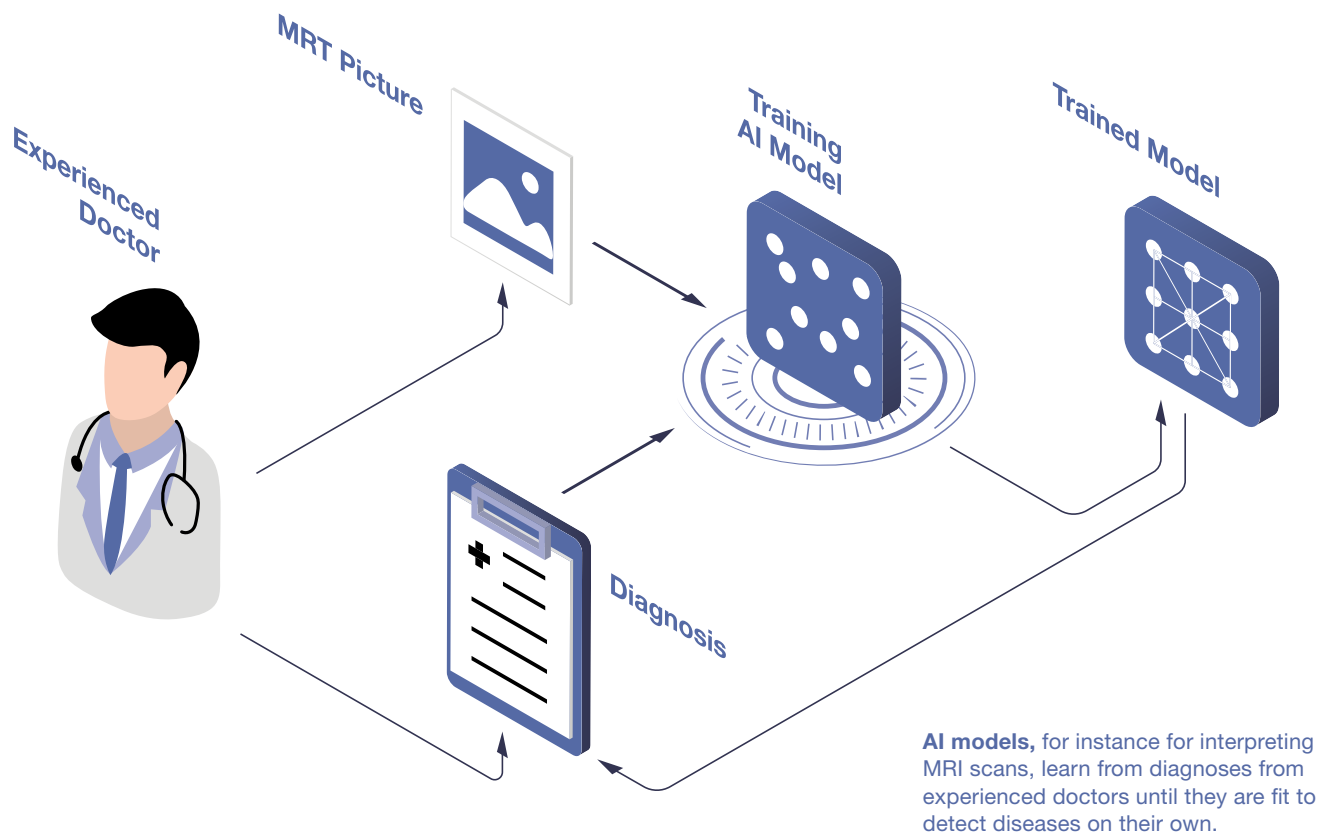 MRT Picture
Experienced
Doctor
Training
AI Model
Trained Model
Diagnosis
AI models, for instance for interpreting
MRI scans, learn from diagnoses from
experienced doctors until they are fit to
detect diseases on their own.